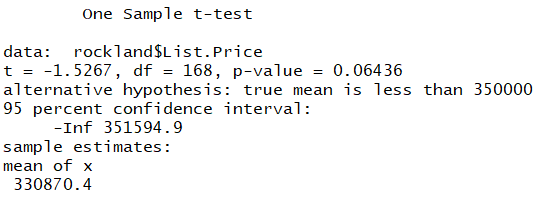 One Sample t-test
data: rockland$List.Price
t = -1.5267, df = 168, p-value = 0.06436
alternative hypothesis: true mean is less than 350000
95 percent confidence interval:
-Inf 351594.9
sample estimates:
mean of x
330870.4